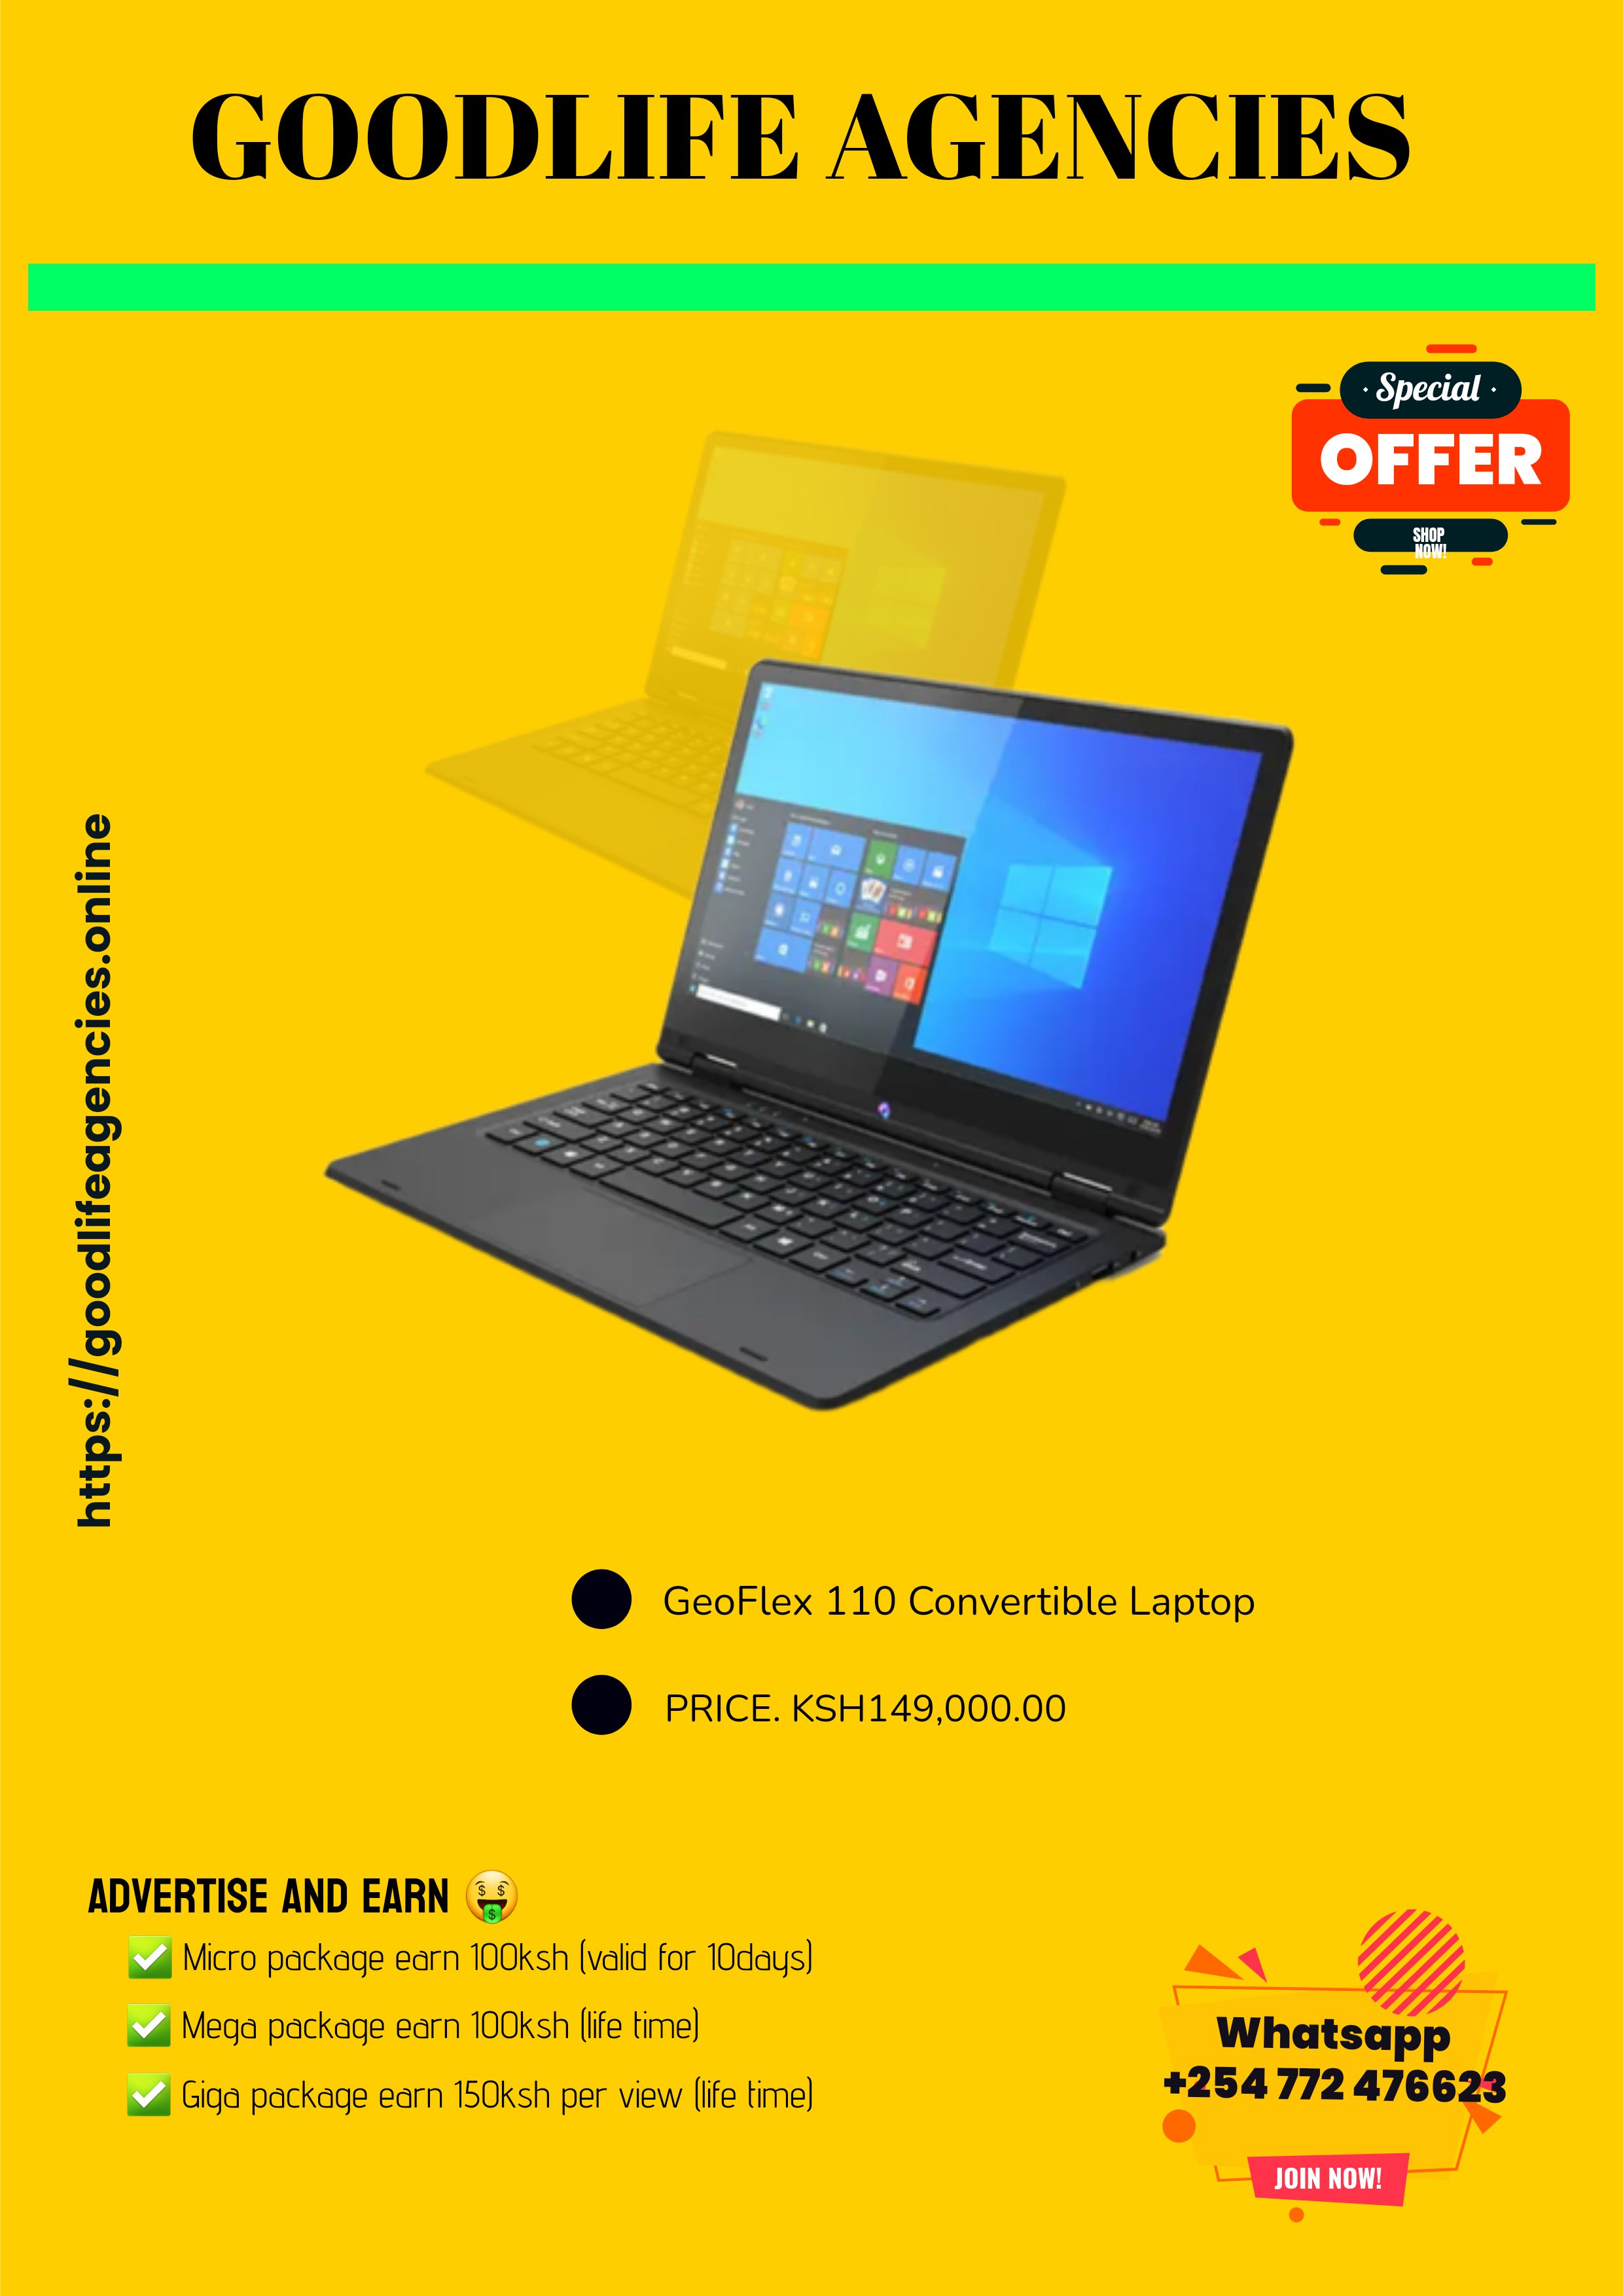 GOODLIFE AGENCIES
Special
OFFER
SHOP
NOW!
https://goodlifeagencies.online
GeoFlex 110 Convertible Laptop
PRICE. KSH149,000.00
ADVERTISE AND EARN 🤑
✅ Micro package earn 100ksh (valid for 10days)
✅ Mega package earn 100ksh (life time)
✅ Giga package earn 150ksh per view (life time)
Whatsapp
+254 772 476623
JOIN NOW!